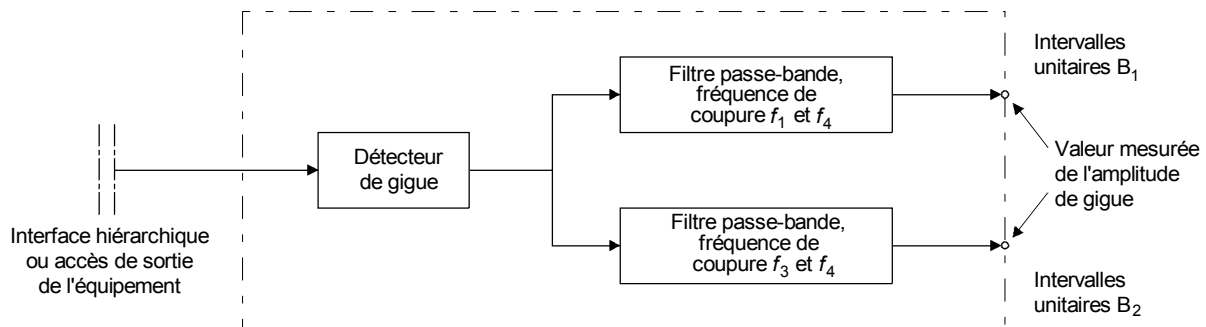 Interface hiérarchique
ou accès de sortie
de l'équipement
Détecteur
de gigue
Filtre passe-bande,
fréquence de
coupure f1 et f4
Filtre passe-bande,
fréquence de
coupure f3 et f4
Intervalles
unitaires B1
Valeur mesurée
de l'amplitude
de gigue
Intervalles
unitaires B2